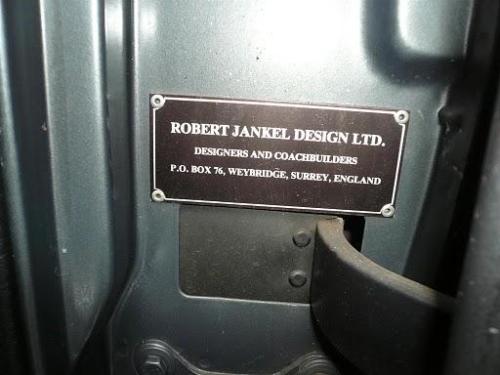 ROBERT JANKEL DESIGN LTD.
DESIGNERS AND COACHBUILDERS
P.O. BOX 76, WEYBRIDGE, SURREY, ENGLAND